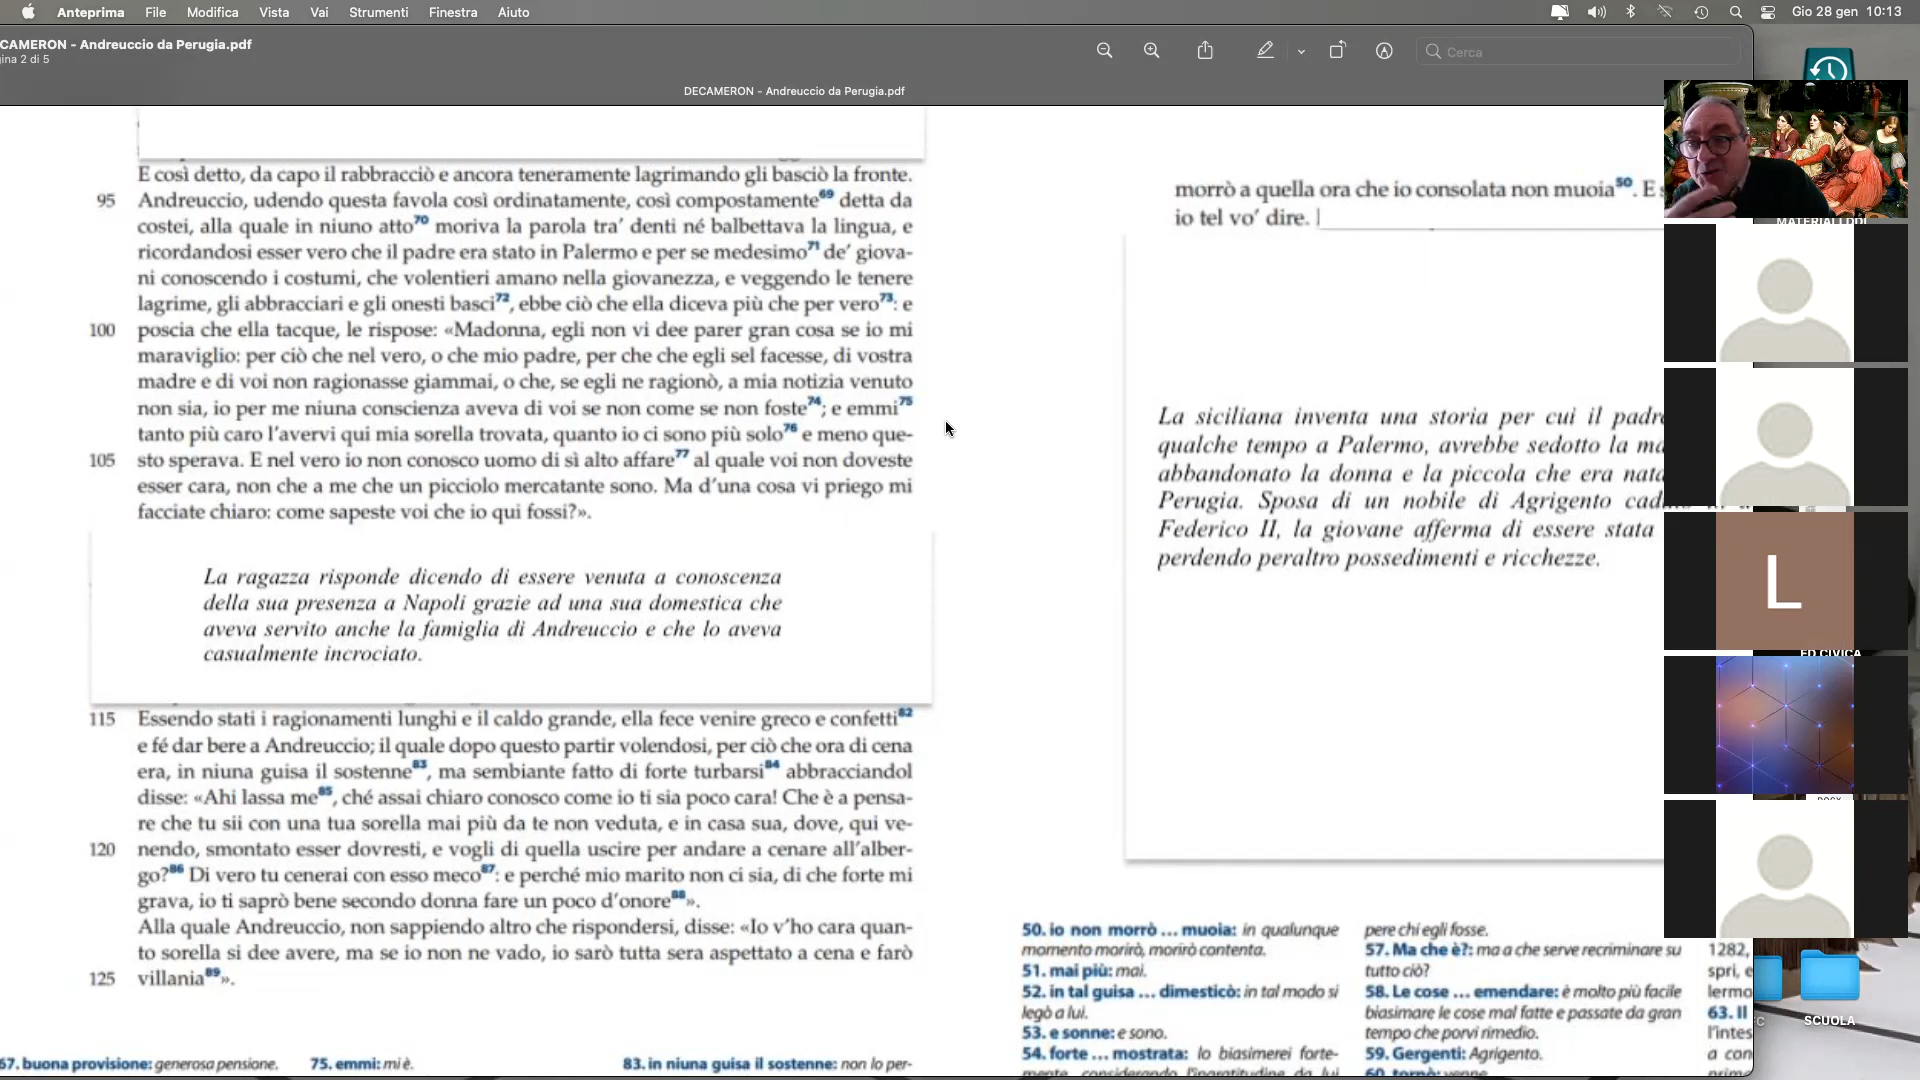 Anteprima File Modifica Vista Vai Strumenti Finestra Aiuto
Gio 28 gen 10:13
CAMERON - Andreuccio da Perugia.pdf
gina 2 di 5
Cerca
DECAMERON - Andreuccio da Perugia.pdf
E così detto, da capo il rabbracciò e ancora teneramente lagrimando gli basciò la fronte.
95 Andreuccio, udendo questa favola così ordinatamente, così compostamente69 detta da
costei, alla quale in niuno atto70 moriva la parola tra' denti né balbettava la lingua, e
ricordandosi esser vero che il padre era stato in Palermo e per se medesimo71 de' giova-
ni conoscendo i costumi, che volentieri amano nella giovanezza, e veggendo le tenere
lagrime, gli abbracciari e gli onesti basci72, ebbe ciò che ella diceva più che per vero73: e
100 poscia che ella tacque, le rispose: «Madonna, egli non vi dee parer gran cosa se io mi
maraviglio: per ciò che nel vero, o che mio padre, per che che egli sel facesse, di vostra
madre e di voi non ragionasse giammai, o che, se egli ne ragionò, a mia notizia venuto
non sia, io per me niuna conscienza aveva di voi se non come se non foste74; e emmi75
tanto più caro l'avervi qui mia sorella trovata, quanto io ci sono più solo76 e meno que-
105 sto sperava. E nel vero io non conosco uomo di sì alto affare77 al quale voi non doveste
esser cara, non che a me che un picciolo mercatante sono. Ma d'una cosa vi priego mi
facciate chiaro: come sapeste voi che io qui fossi?».
La ragazza risponde dicendo di essere venuta a conoscenza
della sua presenza a Napoli grazie ad una sua domestica che
aveva servito anche la famiglia di Andreuccio e che lo aveva
casualmente incrociato.
115 Essendo stati i ragionamenti lunghi e il caldo grande, ella fece venire greco e confetti82
e fé dar bere a Andreuccio; il quale dopo questo partir volendosi, per ciò che ora di cena
era, in niuna guisa il sostenne83, ma sembiante fatto di forte turbarsi84 abbracciandol
disse: «Ahi lassa me85, ché assai chiaro conosco come io ti sia poco cara! Che è a pensa-
re che tu sii con una tua sorella mai più da te non veduta, e in casa sua, dove, qui ve-
120 nendo, smontato esser dovresti, e vogli di quella uscire per andare a cenare all'alber-
go?86 Di vero tu cenerai con esso meco87: e perché mio marito non ci sia, di che forte mi
grava, io ti saprò bene secondo donna fare un poco d'onore88».
Alla quale Andreuccio, non sappiendo altro che rispondersi, disse: «Io v'ho cara quan-
to sorella si dee avere, ma se io non ne vado, io sarò tutta sera aspettato a cena e farò
125 villania89».
67. buona provisione: generosa pensione.
75. emmi: mi è.
83. in niuna guisa il sostenne: non lo per-
morrò a quella ora che io consolata non muoia50. E
io tel vo' dire.
La siciliana inventa una storia per cui il padre
qualche tempo a Palermo, avrebbe sedotto la ma
abbandonato la donna e la piccola che era nata
Perugia. Sposa di un nobile di Agrigento cad
Federico II, la giovane afferma di essere stata
perdendo peraltro possedimenti e ricchezze.
50. io non morrò ... muoia: in qualunque
momento morirò, morirò contenta.
51. mai più: mai.
52. in tal guisa ... dimesticò: in tal modo si
legò a lui.
53. e sonne: e sono.
54. forte ... mostrata: lo biasimerei forte-
mente, considerando l'ingratitudine da lui
pere chi egli fosse.
57. Ma che è?: ma a che serve recriminare su
tutto ciò?
58. Le cose ... emendare: è molto più facile
biasimare le cose mal fatte e passate da gran
tempo che porvi rimedio.
59. Gergenti: Agrigento.
60. tornò: venne.
1282,
spri, e
lermo
63. Il
l'intes
a con
prima
MATERIALI DDI
L
ED CIVICA
DOCX
SCUOLA